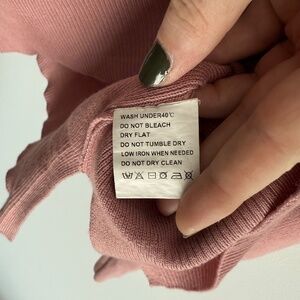 WASH UNDER40℃
DO NOT BLEACH
DRY FLAT
DO NOT TUMBLE DRY
LOW IRON WHEN NEEDED
DO NOT DRY CLEAN